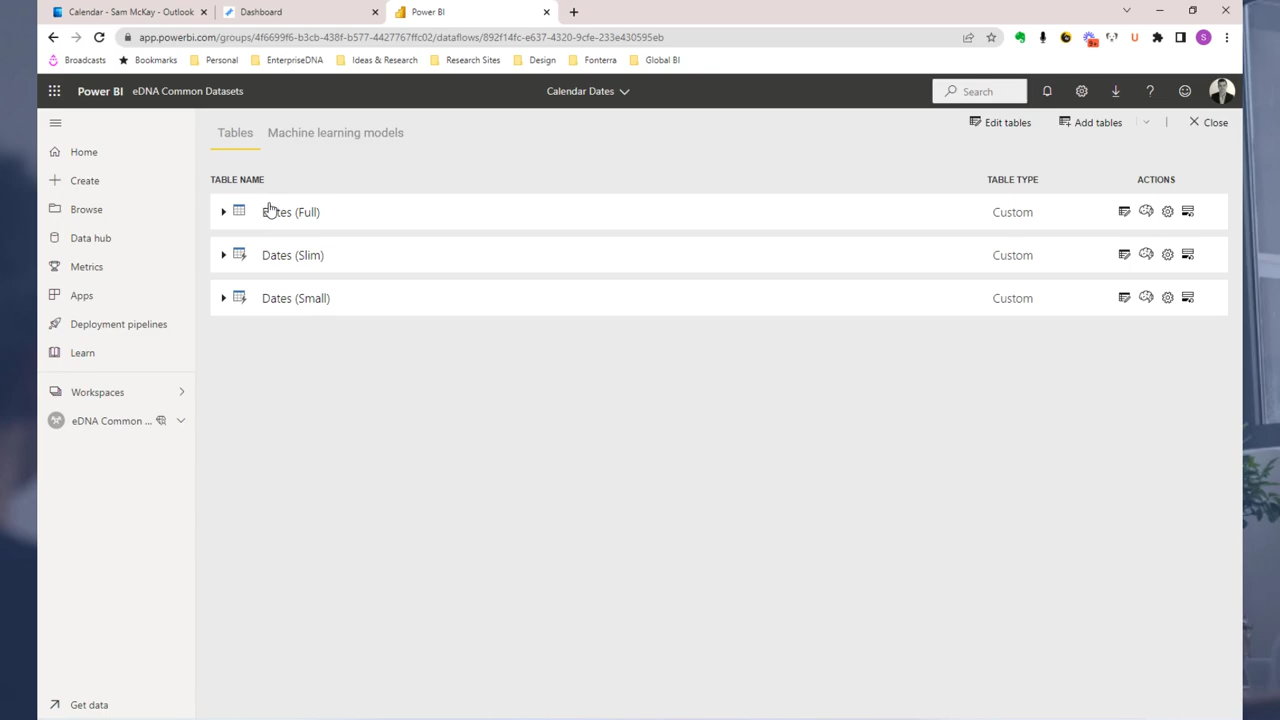 Calendar - Sam McKay - Outlook
Dashboard
Power BI
app.powerbi.com/groups/4f6699f6-b3cb-438f-b577-4427767ffc02/dataflows/892f14fc-e637-4320-9cfe-233e430595eb
Broadcasts
Bookmarks
Personal
EnterpriseDNA
Ideas & Research
Research Sites
Design
Fonterra
Global BI
9+
U
S
Power BI
eDNA Common Datasets
Calendar Dates
Search
Tables
Machine learning models
Edit tables
Add tables
Close
Home
Create
Browse
Data hub
Metrics
Apps
Deployment pipelines
Learn
Workspaces
eDNA Common ...
Get data
TABLE NAME
TABLE TYPE
ACTIONS
Dates (Full)
Custom
Dates (Slim)
Custom
Dates (Small)
Custom